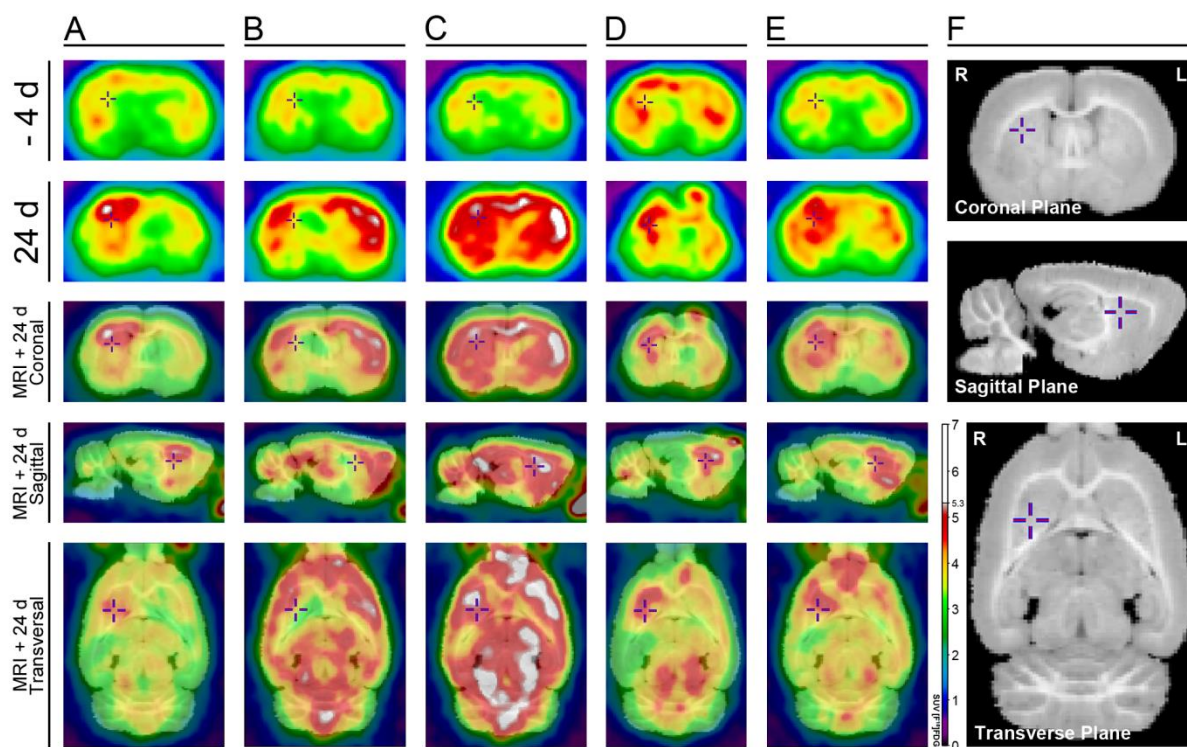 A B C D E F
- 4 d
24 d
MRI + 24 d
Coronal
MRI + 24 d
Sagittal
MRI + 24 d
Transversal
R L
Coronal Plane
Sagittal Plane
R L
Transverse Plane
7
6
5.3
5
4
3
2
1
0